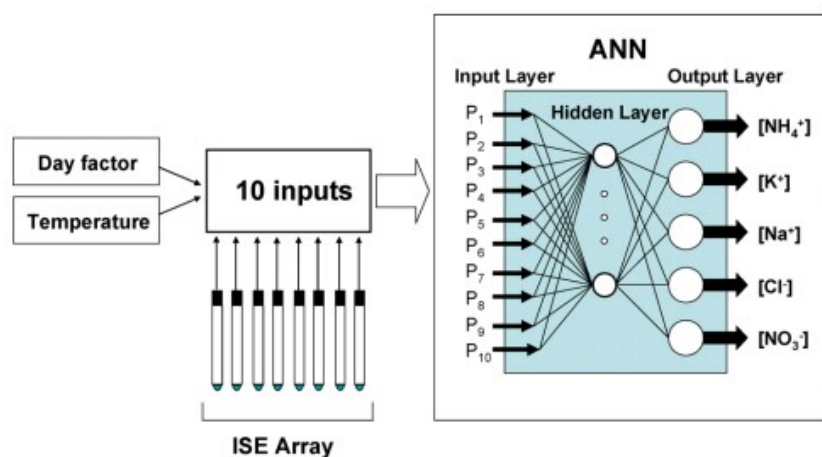 Day factor
Temperature
10 inputs
ISE Array
ANN
Input Layer
Output Layer
Hidden Layer
P₁
P₂
P₃
P₄
P₅
P₆
P₇
P₈
P₉
P₁₀
[NH₄⁺]
[K⁺]
[Na⁺]
[Cl⁻]
[NO₃⁻]